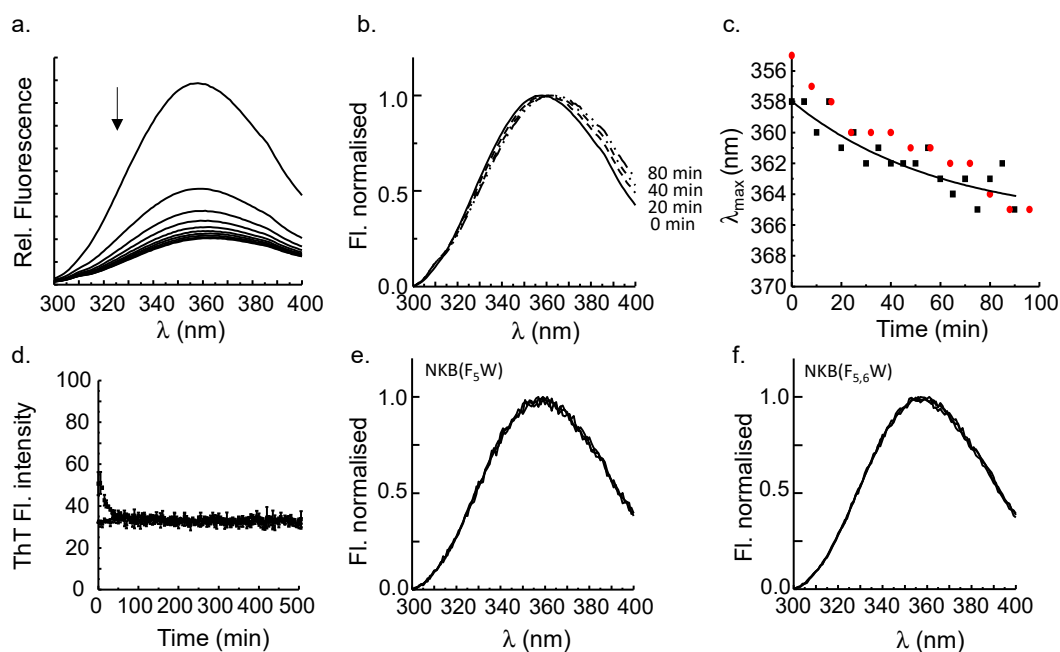 a.
Rel. Fluorescence
300 320 340 360 380 400
λ (nm)
b.
Fl. normalised
1.0
0.5
0.0
80 min
40 min
20 min
0 min
300 320 340 360 380 400
λ (nm)
c.
λmax (nm)
356
358
360
362
364
366
368
370
0 20 40 60 80 100
Time (min)
d.
ThT Fl. intensity
100
80
60
40
20
0
0 100 200 300 400 500
Time (min)
e.
NKB(F5W)
Fl. normalised
1.0
0.5
0.0
300 320 340 360 380 400
λ (nm)
f.
NKB(F5,6W)
Fl. normalised
1.0
0.5
0.0
300 320 340 360 380 400
λ (nm)